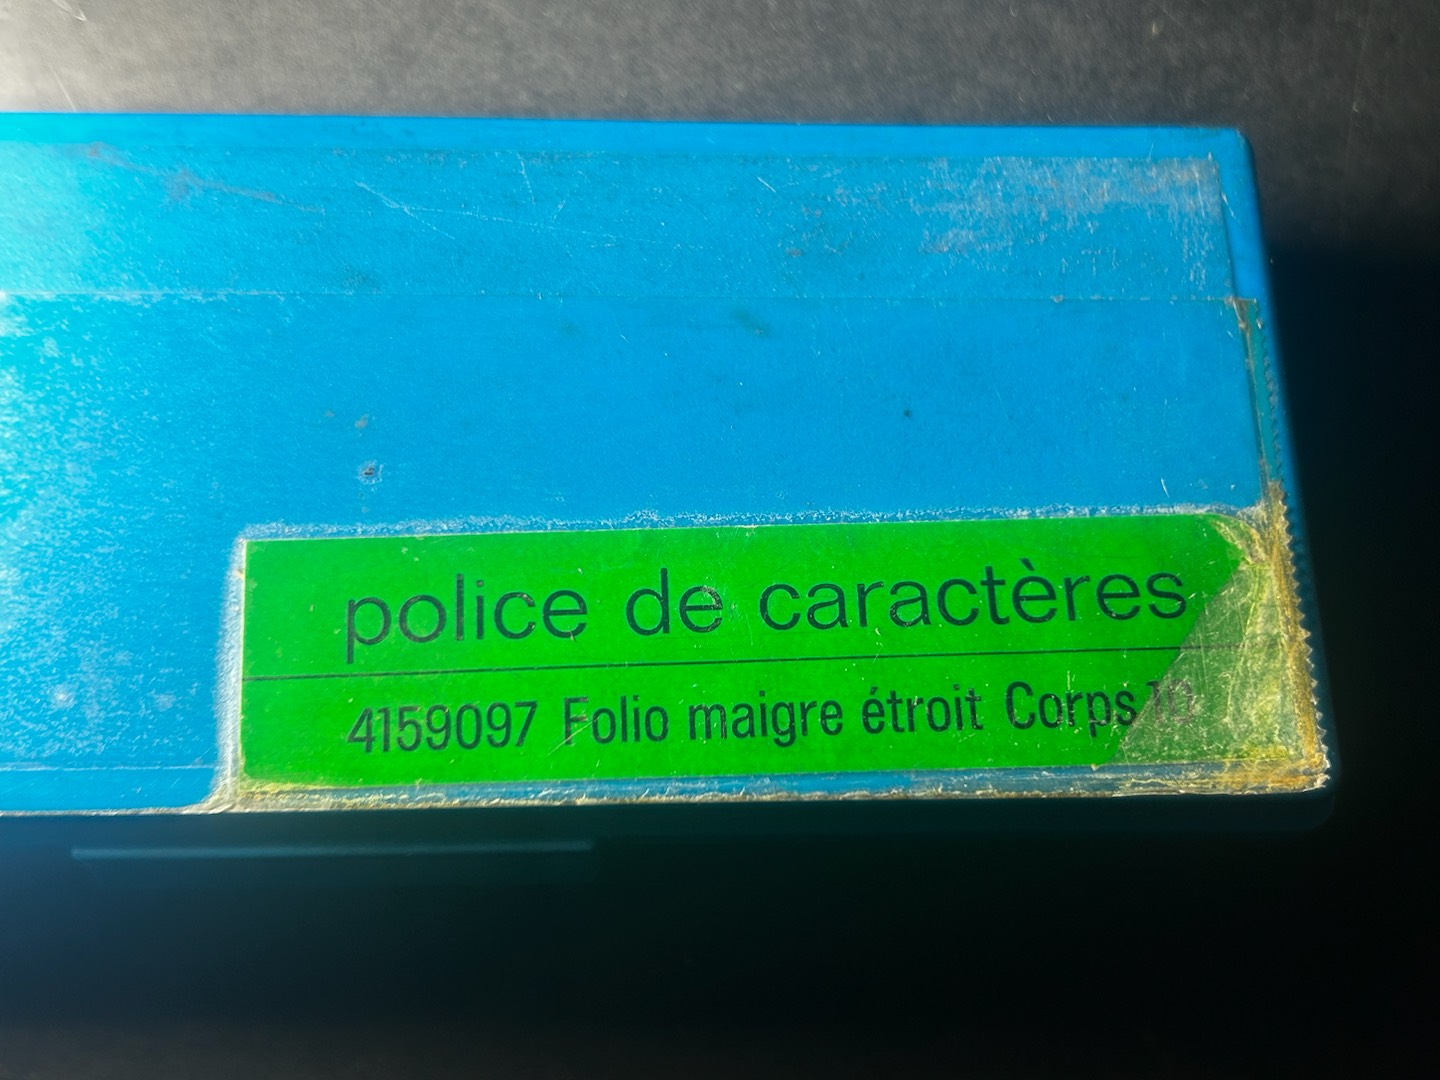 police de caractères
4159097 Folio maigre étroit Corps 10